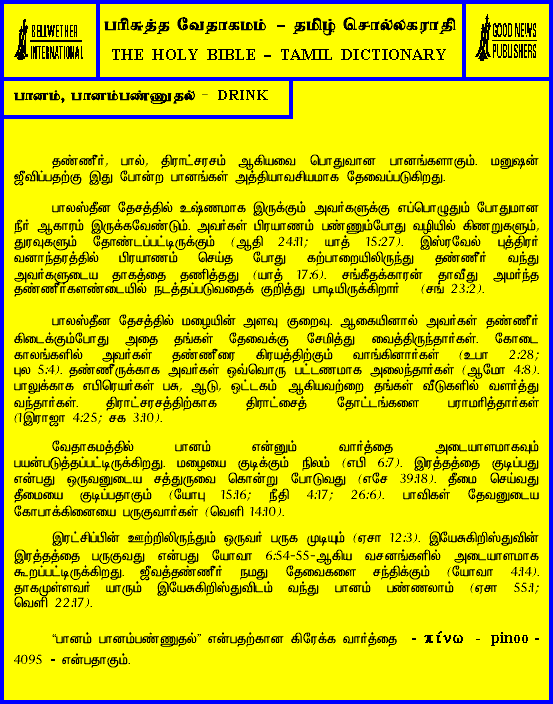 BELLWETHER
INTERNATIONAL
பரிசுத்த வேதாகமம் - தமிழ் சொல்லகராதி
THE HOLY BIBLE - TAMIL DICTIONARY
GOOD NEWS
PUBLISHERS
பானம், பானம்பண்ணுதல் - DRINK
தண்ணீர், பால், திராட்சரசம் ஆகியவை பொதுவான பானங்களாகும். மனுஷன்
ஜீவிப்பதற்கு இது போன்ற பானங்கள் அத்தியாவசியமாக தேவைப்படுகிறது.
பாலஸ்தீன தேசத்தில் உஷ்ணமாக இருக்கும் அவர்களுக்கு எப்பொழுதும் போதுமான
நீர் ஆகாரம் இருக்கவேண்டும். அவர்கள் பிரயாணம் பண்ணும்போது வழியில் கிணறுகளும்,
துரவுகளும் தோண்டப்பட்டிருக்கும் (ஆதி 24:11; யாத் 15:27). இஸ்ரவேல் புத்திரர்
வனாந்தரத்தில் பிரயாணம் செய்த போது கற்பாறையிலிருந்து தண்ணீர் வந்து
அவர்களுடைய தாகத்தை தணித்தது (யாத் 17:6). சங்கீதக்காரன் தாவீது அமர்ந்த
தண்ணீர்களண்டையில் நடத்தப்படுவதைக் குறித்து பாடியிருக்கிறார் (சங் 23:2).
பாலஸ்தீன தேசத்தில் மழையின் அளவு குறைவு. ஆகையினால் அவர்கள் தண்ணீர்
கிடைக்கும்போது அதை தங்கள் தேவைக்கு சேமித்து வைத்திருந்தார்கள். கோடை
காலங்களில் அவர்கள் தண்ணீரை கிரயத்திற்கும் வாங்கினார்கள் (உபா 2:28;
புல 5:4). தண்ணீருக்காக அவர்கள் ஒவ்வொரு பட்டணமாக அலைந்தார்கள் (ஆமோ 4:8).
பாலுக்காக எபிரெயர்கள் பசு, ஆடு, ஒட்டகம் ஆகியவற்றை தங்கள் வீடுகளில் வளர்த்து
வந்தார்கள். திராட்சரசத்திற்காக திராட்சைத் தோட்டங்களை பராமரித்தார்கள்
(1இராஜா 4:25; சக 3:10).
வேதாகமத்தில் பானம் என்னும் வார்த்தை அடையாளமாகவும்
பயன்படுத்தப்பட்டிருக்கிறது. மழையை குடிக்கும் நிலம் (எபி 6:7). இரத்தத்தை குடிப்பது
என்பது ஒருவனுடைய சத்துருவை கொன்று போடுவது (எசே 39:18). தீமை செய்வது
தீமையை குடிப்பதாகும் (யோபு 15:16; நீதி 4:17; 26:6). பாவிகள் தேவனுடைய
கோபாக்கினையை பருகுவார்கள் (வெளி 14:10).
இரட்சிப்பின் ஊற்றிலிருந்தும் ஒருவர் பருக முடியும் (ஏசா 12:3). இயேசுகிறிஸ்துவின்
இரத்தத்தை பருகுவது என்பது யோவா 6:54-55-ஆகிய வசனங்களில் அடையாளமாக
கூறப்பட்டிருக்கிறது. ஜீவத்தண்ணீர் நமது தேவைகளை சந்திக்கும் (யோவா 4:14).
தாகமுள்ளவர் யாரும் இயேசுகிறிஸ்துவிடம் வந்து பானம் பண்ணலாம் (ஏசா 55:1;
வெளி 22:17).
“பானம் பானம்பண்ணுதல்” என்பதற்கான கிரேக்க வார்த்தை - πίνω - pinoo -
4095 - என்பதாகும்.